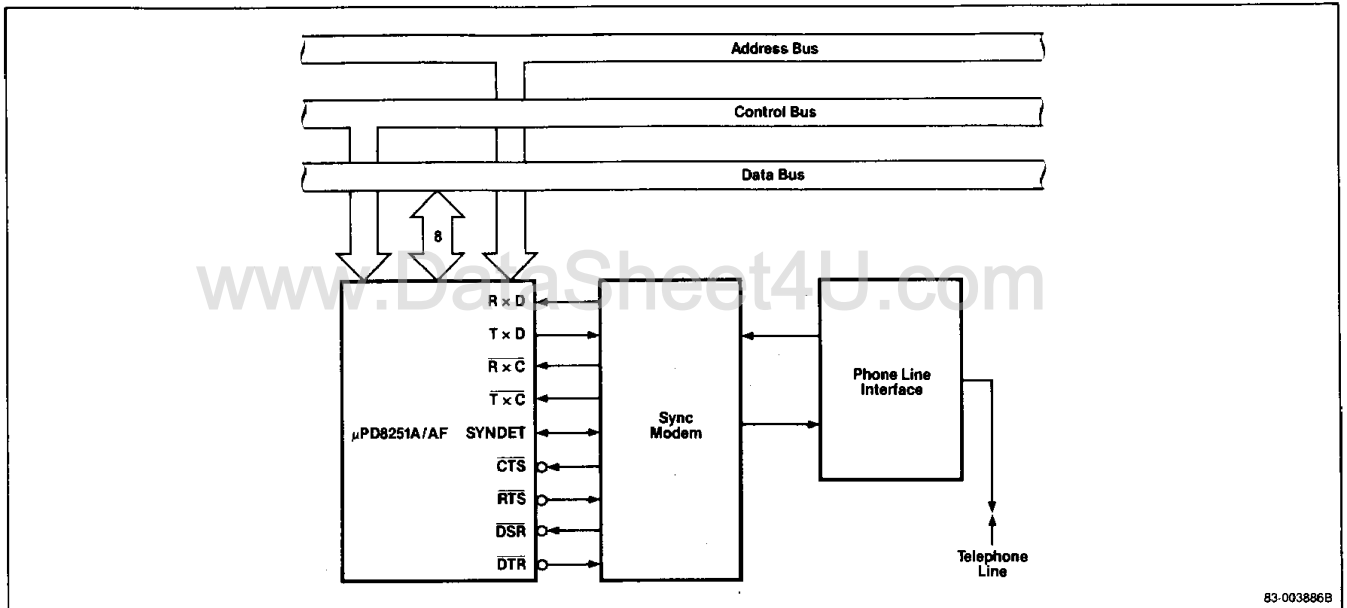 Address Bus
Control Bus
Data Bus
8
www.DataSheet4U.com
R × D
T × D
R × C
T × C
μPD8251A/AF SYNDET
CTS
RTS
DSR
DTR
Sync
Modem
Phone Line
Interface
Telephone
Line
83-003886B